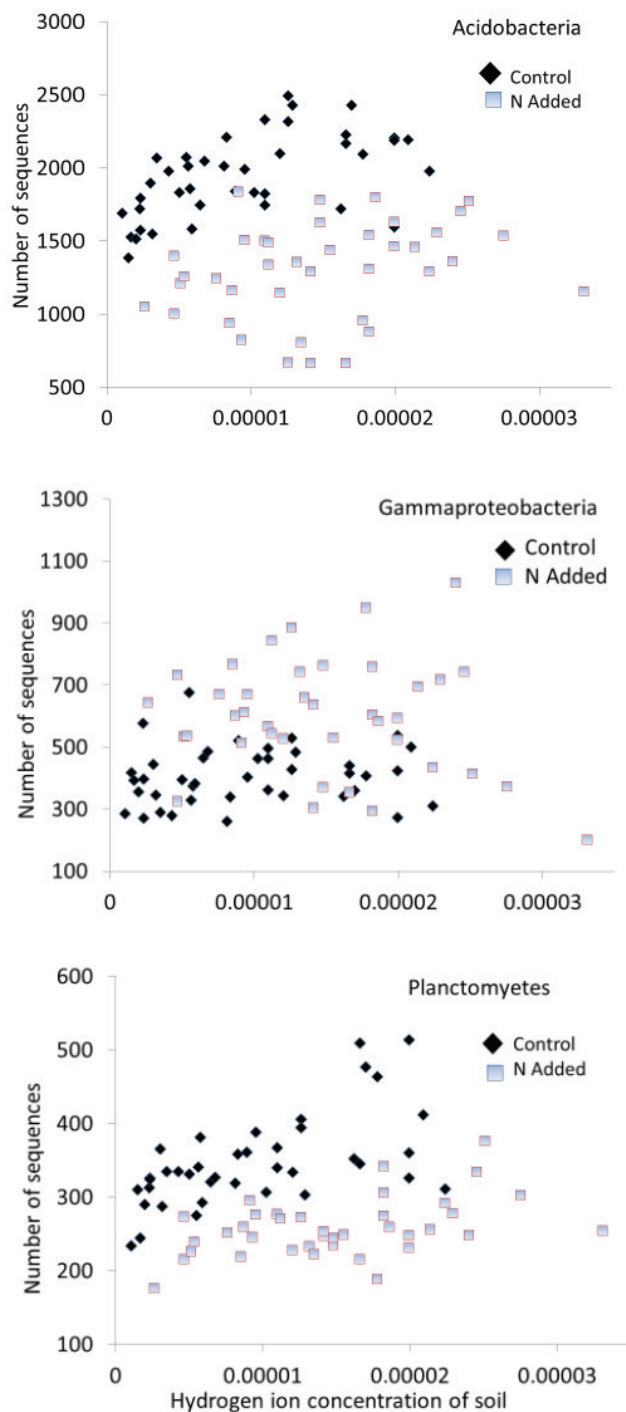 Acidobacteria
Control
N Added
Number of sequences
3000
2500
2000
1500
1000
500
0 0.00001 0.00002 0.00003
Gammaproteobacteria
Control
N Added
Number of sequences
1300
1100
900
700
500
300
100
0 0.00001 0.00002 0.00003
Planctomyetes
Control
N Added
Number of sequences
600
500
400
300
200
100
0 0.00001 0.00002 0.00003
Hydrogen ion concentration of soil